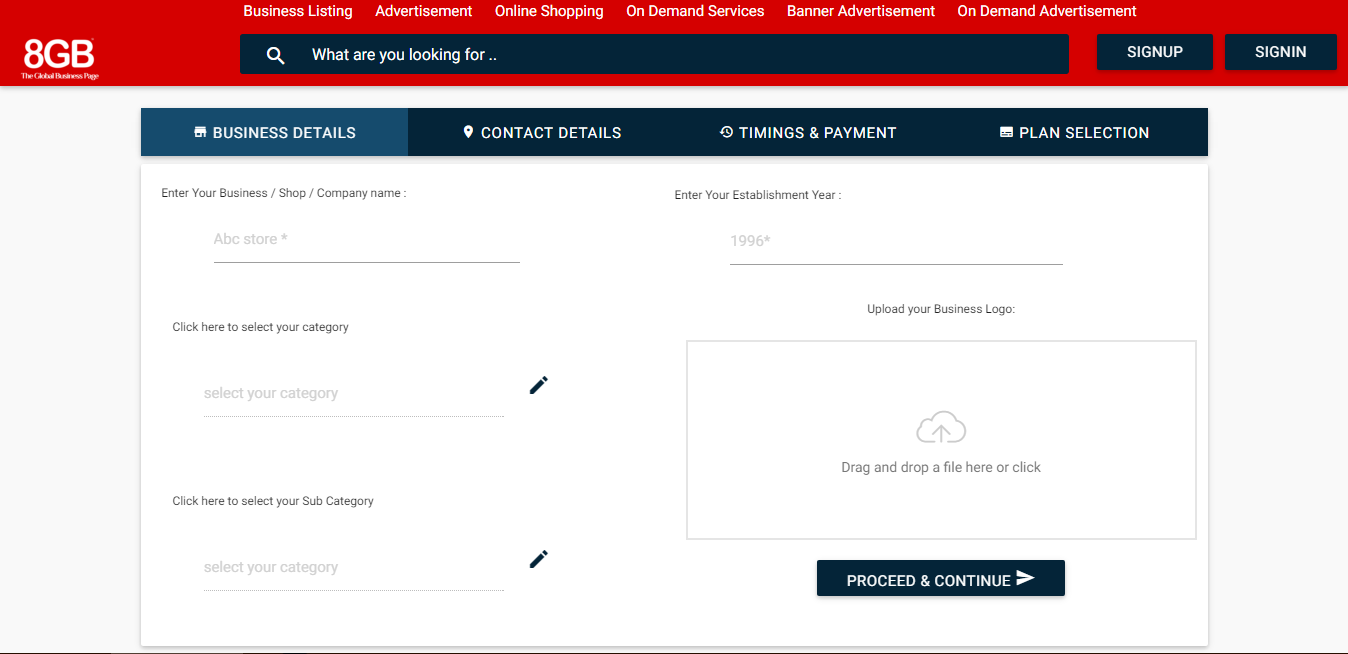 Business Listing Advertisement Online Shopping On Demand Services Banner Advertisement On Demand Advertisement
8GB
The Global Business Page
What are you looking for ..
SIGNUP
SIGNIN
BUSINESS DETAILS
CONTACT DETAILS
TIMINGS & PAYMENT
PLAN SELECTION
Enter Your Business / Shop / Company name :
Abc store *
Enter Your Establishment Year :
1996*
Click here to select your category
select your category
Click here to select your Sub Category
select your category
Upload your Business Logo:
Drag and drop a file here or click
PROCEED & CONTINUE